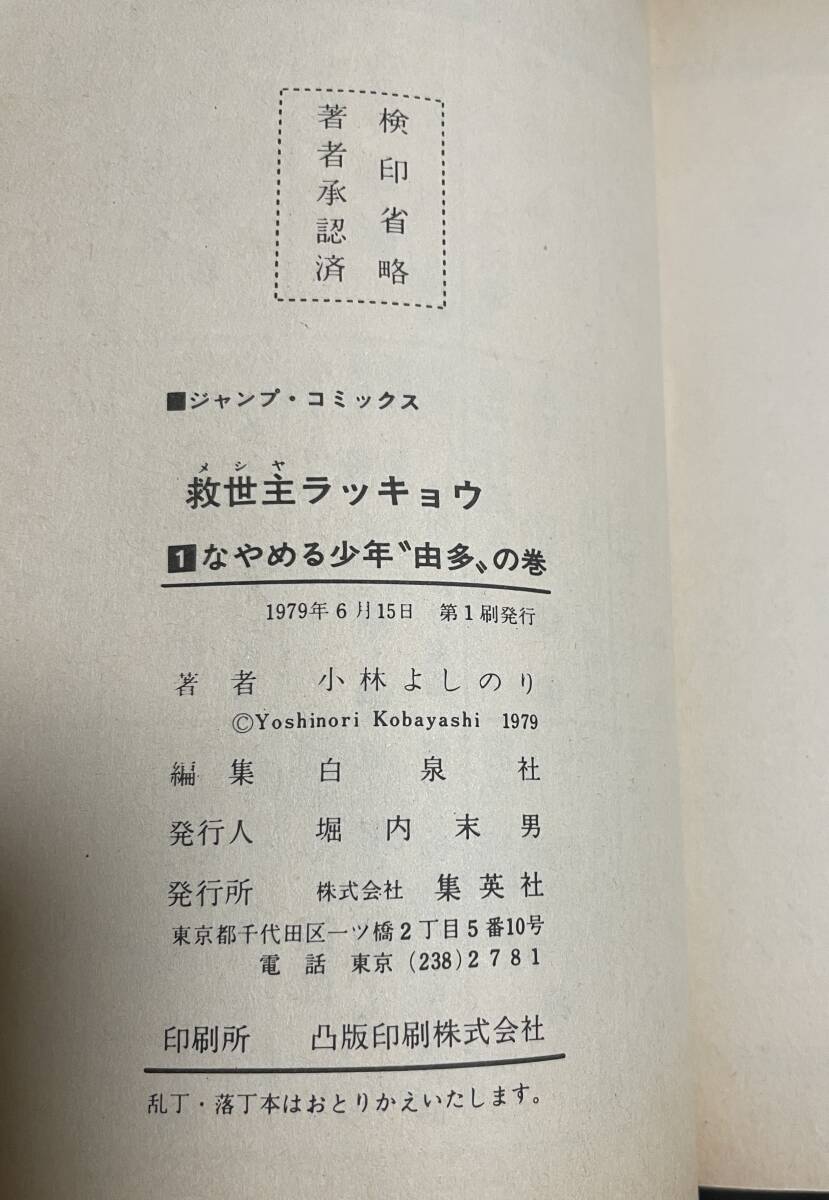 検印省略
著者承認済
■ジャンプ・コミックス
メシヤ
救世主ラッキョウ
1なやめる少年〝由多〟の巻
1979年6月15日 第1刷発行
著者 小林よしのり
©Yoshinori Kobayashi 1979
編集 白泉社
発行人 堀内末男
発行所 株式会社 集英社
東京都千代田区一ツ橋2丁目5番10号
電話 東京(238)2781
印刷所 凸版印刷株式会社
乱丁・落丁本はおとりかえいたします。